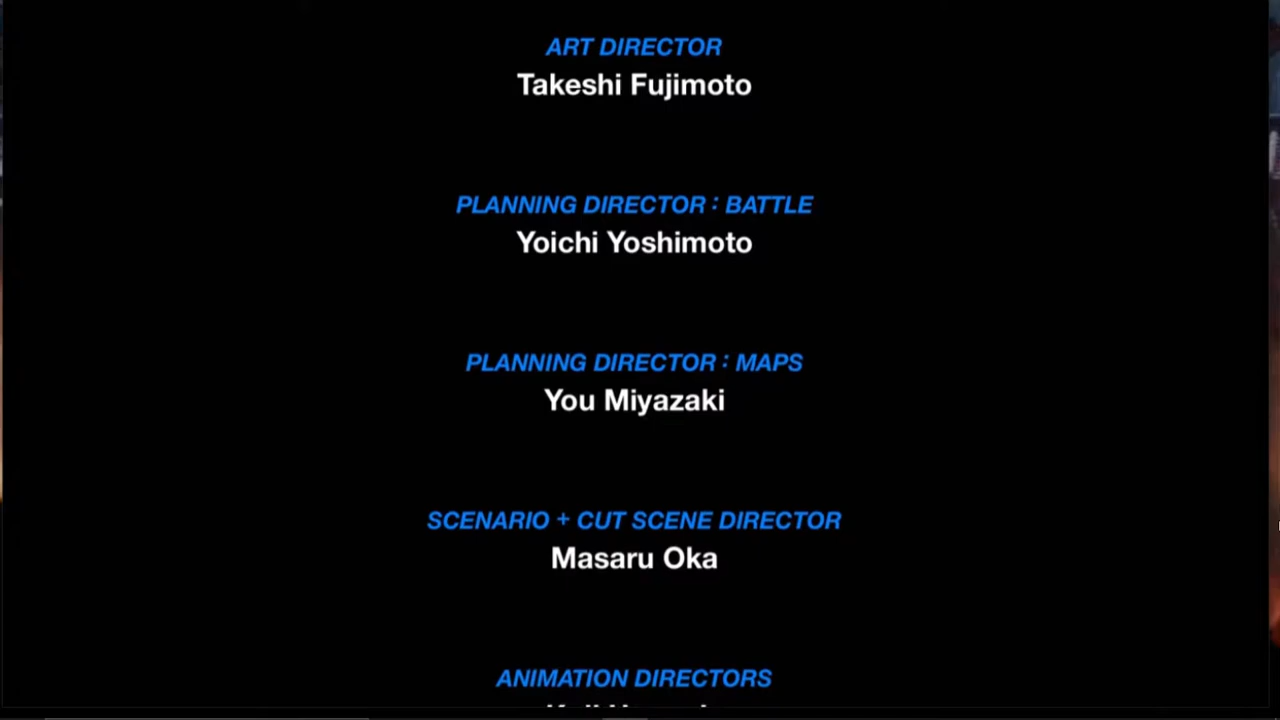 ART DIRECTOR
Takeshi Fujimoto
PLANNING DIRECTOR : BATTLE
Yoichi Yoshimoto
PLANNING DIRECTOR : MAPS
You Miyazaki
SCENARIO + CUT SCENE DIRECTOR
Masaru Oka
ANIMATION DIRECTORS